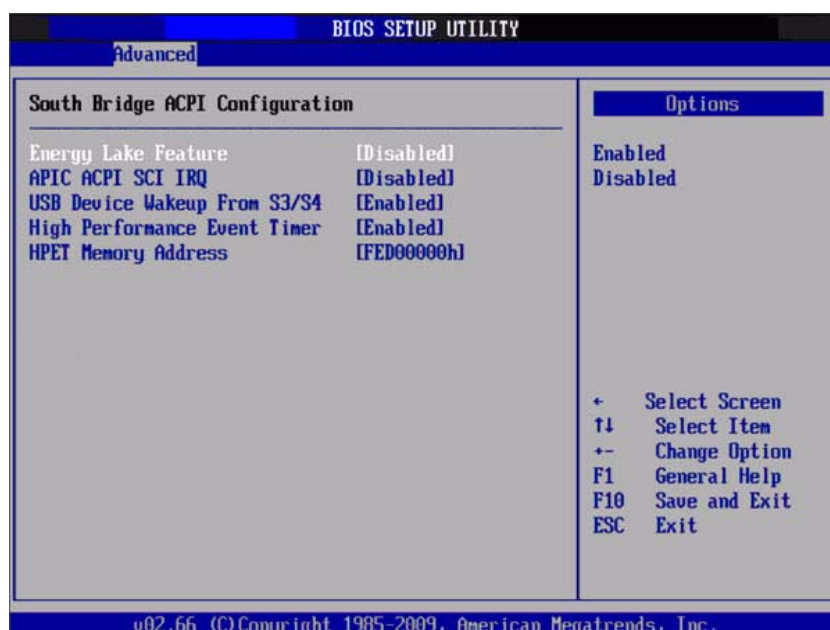 BIOS SETUP UTILITY
Advanced
South Bridge ACPI Configuration
Energy Lake Feature [Disabled]
APIC ACPI SCI IRQ [Disabled]
USB Device Wakeup From S3/S4 [Enabled]
High Performance Event Timer [Enabled]
HPET Memory Address [FED00000h]
Options
Enabled
Disabled
← Select Screen
↑↓ Select Item
+- Change Option
F1 General Help
F10 Save and Exit
ESC Exit
v02.66 (C)Copyright 1985-2009, American Megatrends, Inc.